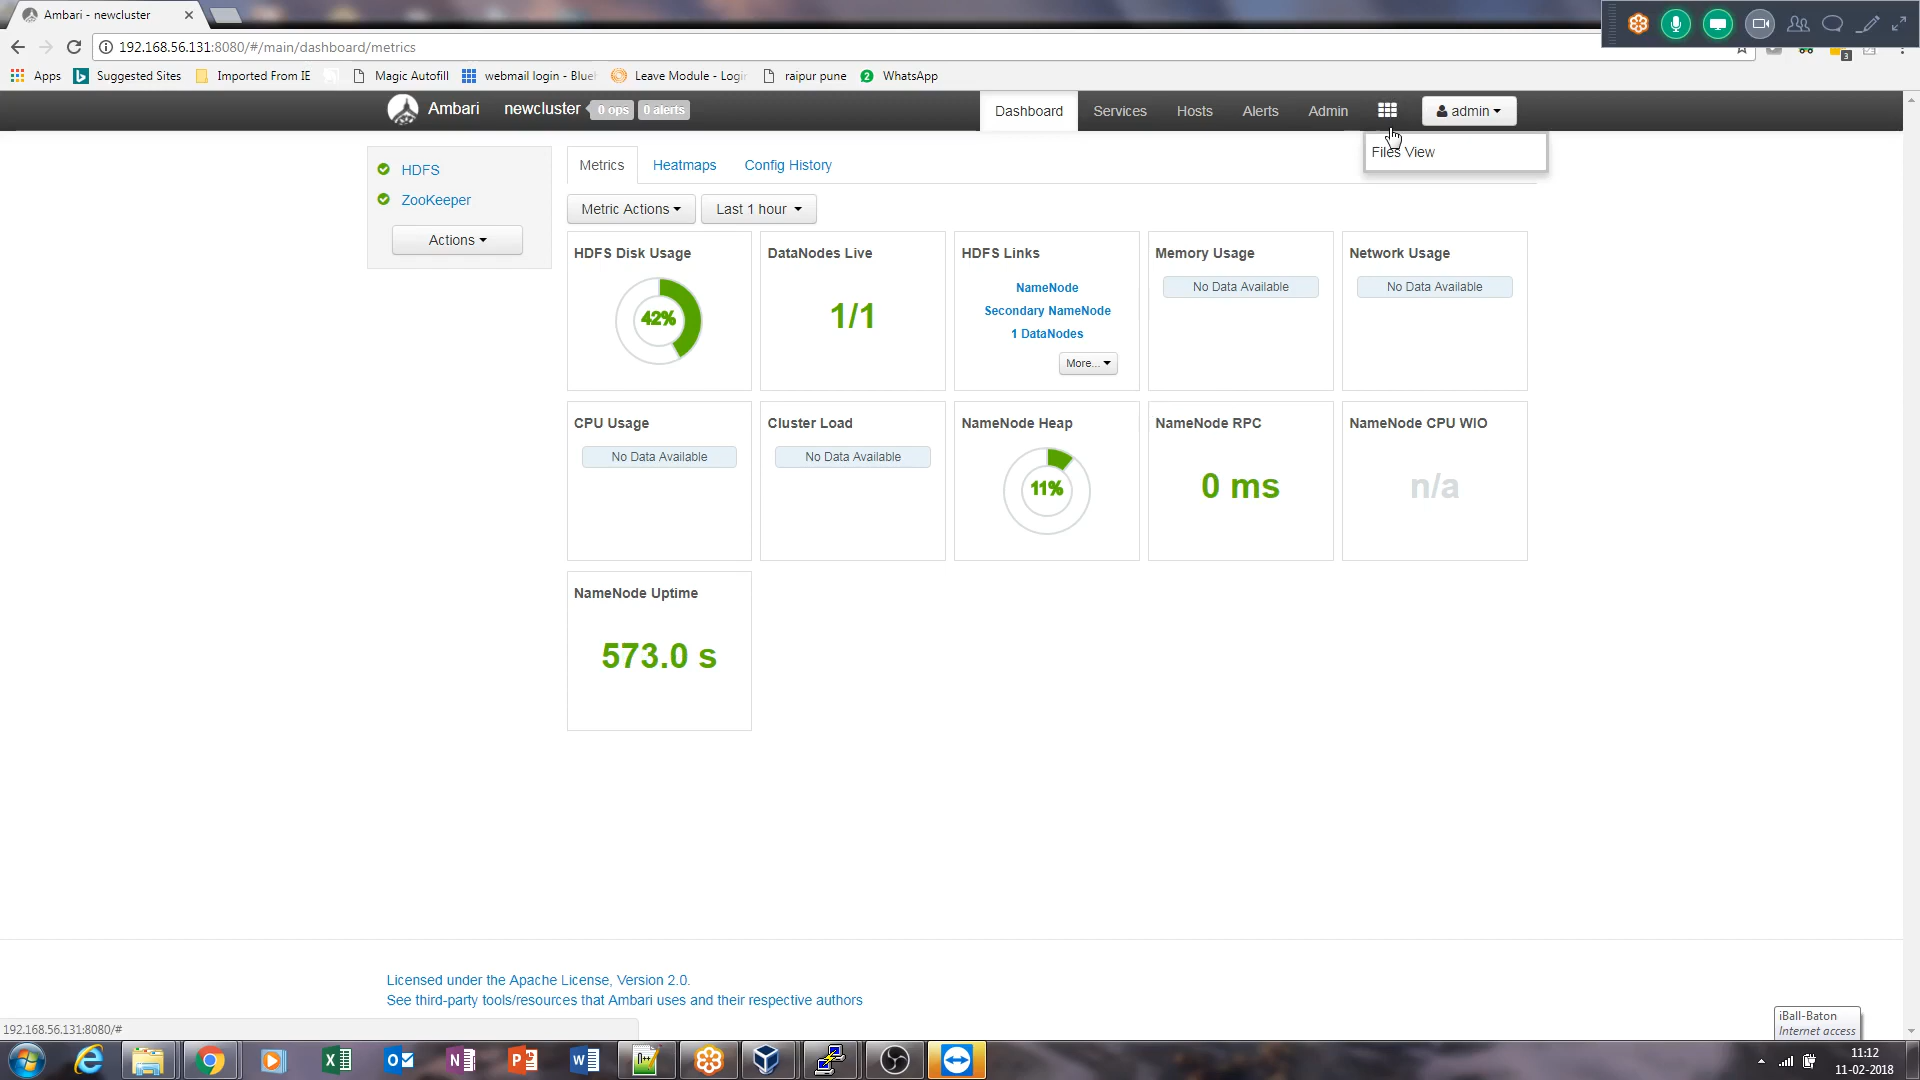 Ambari - newcluster
192.168.56.131:8080/#/main/dashboard/metrics
Apps Suggested Sites Imported From IE Magic Autofill webmail login - Blue Leave Module - Logi raipur pune 2 WhatsApp
3
Ambari newcluster 0 ops 0 alerts Dashboard Services Hosts Alerts Admin admin
Files View
HDFS
ZooKeeper
Actions
Metrics Heatmaps Config History
Metric Actions Last 1 hour
HDFS Disk Usage DataNodes Live HDFS Links Memory Usage Network Usage
42% 1/1 NameNode No Data Available No Data Available
Secondary NameNode
1 DataNodes
More...
CPU Usage Cluster Load NameNode Heap NameNode RPC NameNode CPU WIO
No Data Available No Data Available 11% 0 ms n/a
NameNode Uptime
573.0 s
Licensed under the Apache License, Version 2.0.
See third-party tools/resources that Ambari uses and their respective authors
192.168.56.131:8080/#
iBall-Baton
Internet access
11:12
11-02-2018